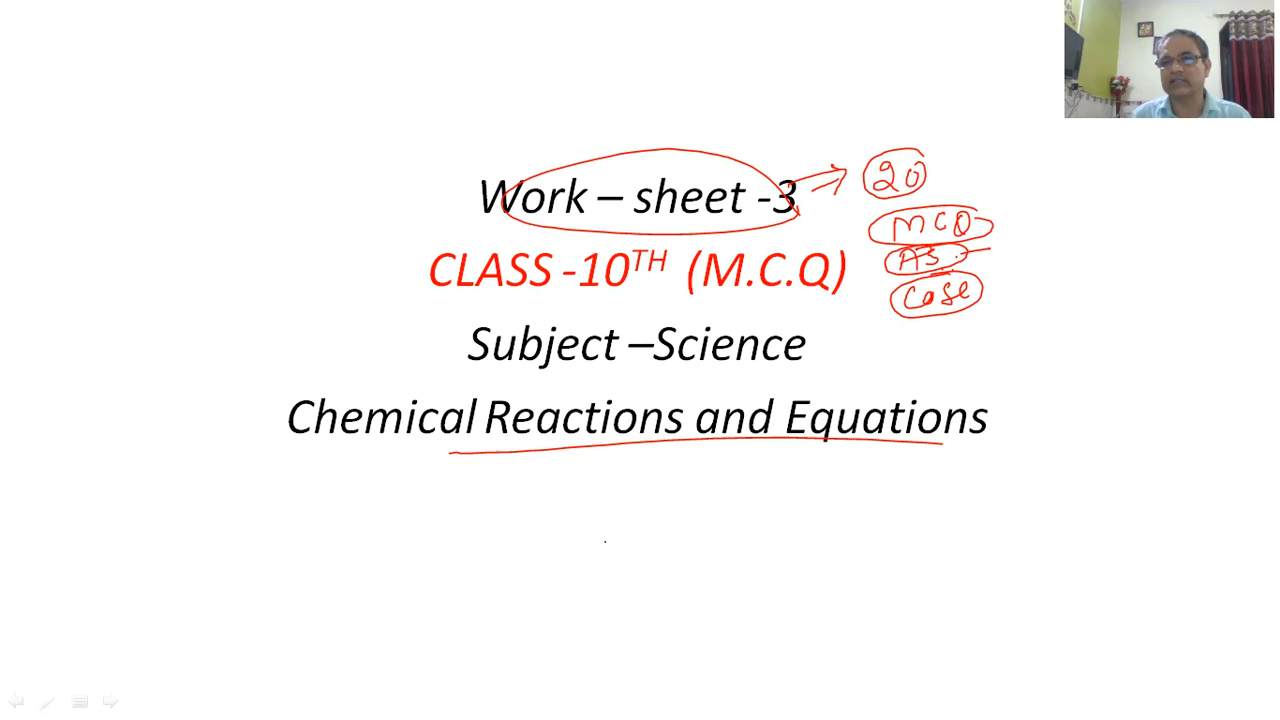 Work – sheet -3
20
MCQ
CLASS -10TH (M.C.Q)
AS
Case
Subject –Science
Chemical Reactions and Equations